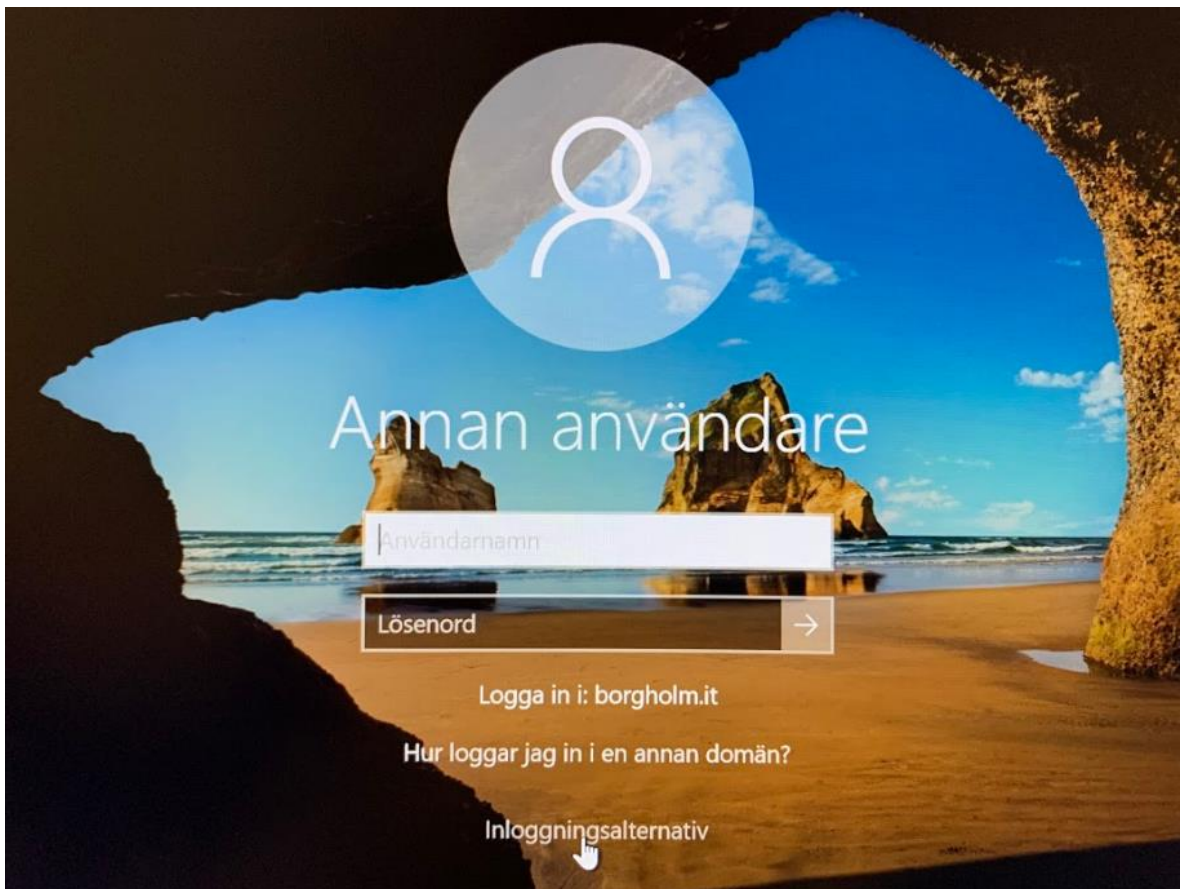 Annan användare
Användarnamn
Lösenord
Logga in i: borgholm.it
Hur loggar jag in i en annan domän?
Inloggningsalternativ